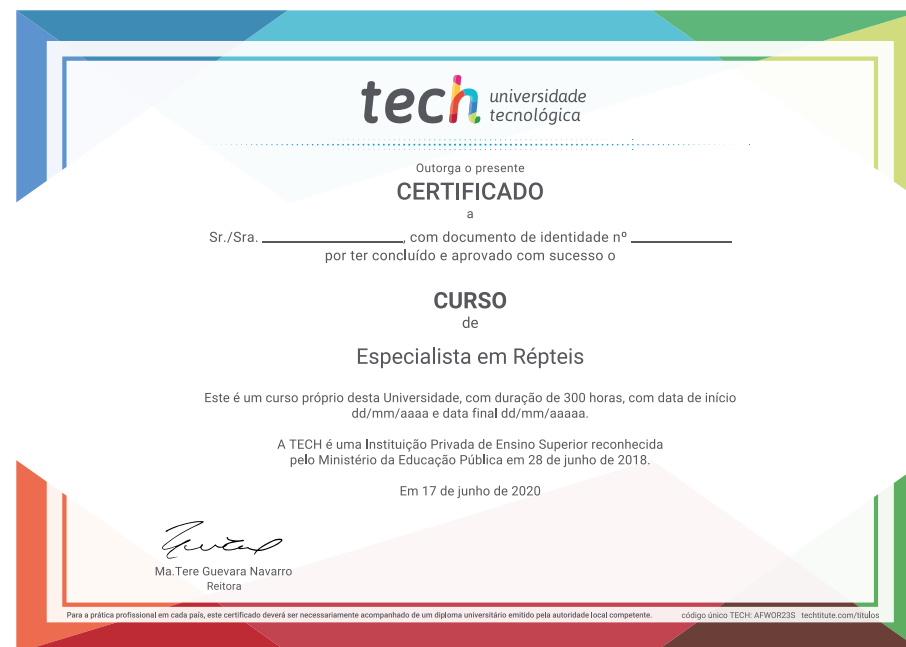 tech universidade
tecnológica
Outorga o presente
CERTIFICADO
a
Sr./Sra. ____________, com documento de identidade nº ____________
por ter concluído e aprovado com sucesso o
CURSO
de
Especialista em Répteis
Este é um curso próprio desta Universidade, com duração de 300 horas, com data de início
dd/mm/aaaa e data final dd/mm/aaaaa.
A TECH é uma Instituição Privada de Ensino Superior reconhecida
pelo Ministério da Educação Pública em 28 de junho de 2018.
Em 17 de junho de 2020
Ma.Tere Guevara Navarro
Reitora
Para a prática profissional em cada país, este certificado deverá ser necessariamente acompanhado de um diploma universitário emitido pela autoridade local competente.
código único TECH: AFWOR23S techtitute.com/títulos